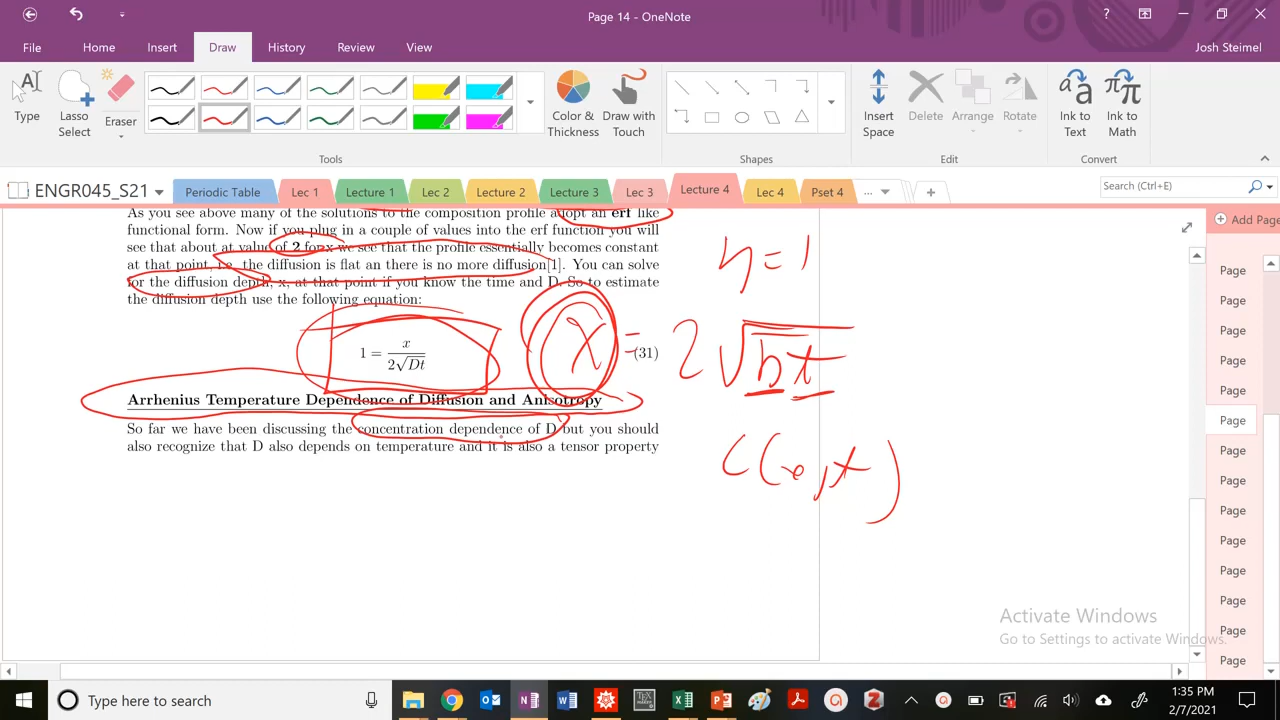 Page 14 - OneNote
Josh Steimel
File Home Insert Draw History Review View
Type Lasso Select Eraser Color & Thickness Draw with Touch Insert Space Delete Arrange Rotate Ink to Text Ink to Math
Tools Shapes Edit Convert
ENGR045_S21 Periodic Table Lec 1 Lecture 1 Lec 2 Lecture 2 Lecture 3 Lec 3 Lecture 4 Lec 4 Pset 4 ... Search (Ctrl+E)
Add Page
As you see above many of the solutions to the composition profile adopt an erf like
functional form. Now if you plug in a couple of values into the erf function you will
see that about at value of 2 for x we see that the profile essentially becomes constant
at that point, i.e. the diffusion is flat an there is no more diffusion[1]. You can solve
for the diffusion depth, x, at that point if you know the time and D. So to estimate
the diffusion depth use the following equation:
η = 1
1 = x / 2√Dt (31)
x = 2√Dt
Arrhenius Temperature Dependence of Diffusion and Anisotropy
So far we have been discussing the concentration dependence of D but you should
also recognize that D also depends on temperature and it is also a tensor property
C(x,t)
Page
Page
Page
Page
Page
Page
Page
Page
Page
Page
Page
Page
Page
Page
Activate Windows
Go to Settings to activate Windows.
Type here to search
1:35 PM
2/7/2021